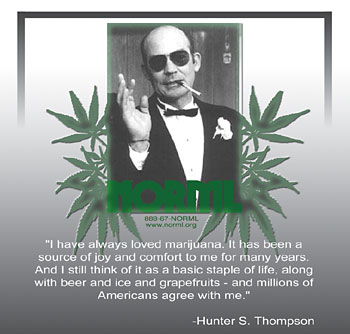 NORML
888-67-NORML
www.norml.org
"I have always loved marijuana. It has been a
source of joy and comfort to me for many years.
And I still think of it as a basic staple of life, along
with beer and ice and grapefruits - and millions of
Americans agree with me."
-Hunter S. Thompson